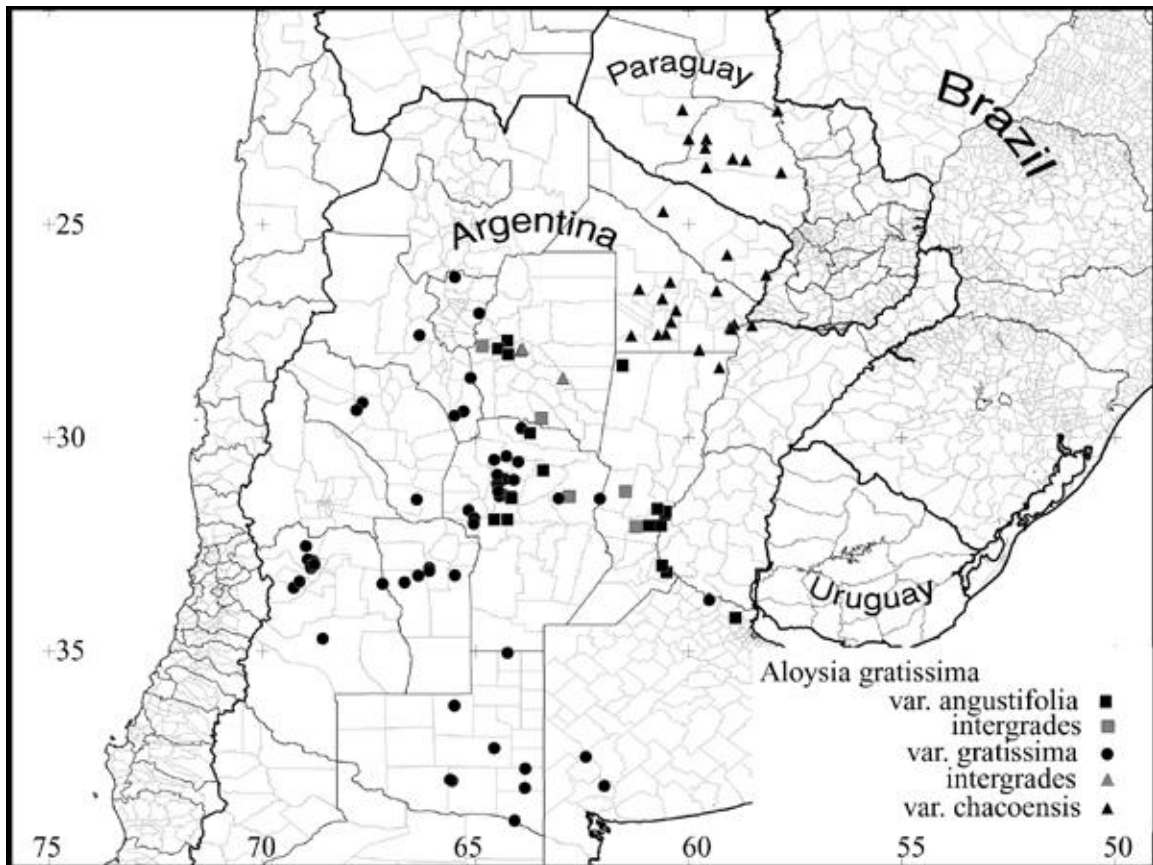 Paraguay
Brazil
Argentina
25
30
Uruguay
35
Aloysia gratissima
var. angustifolia
intergrades
var. gratissima
intergrades
var. chacoensis
75 70 65 60 55 50